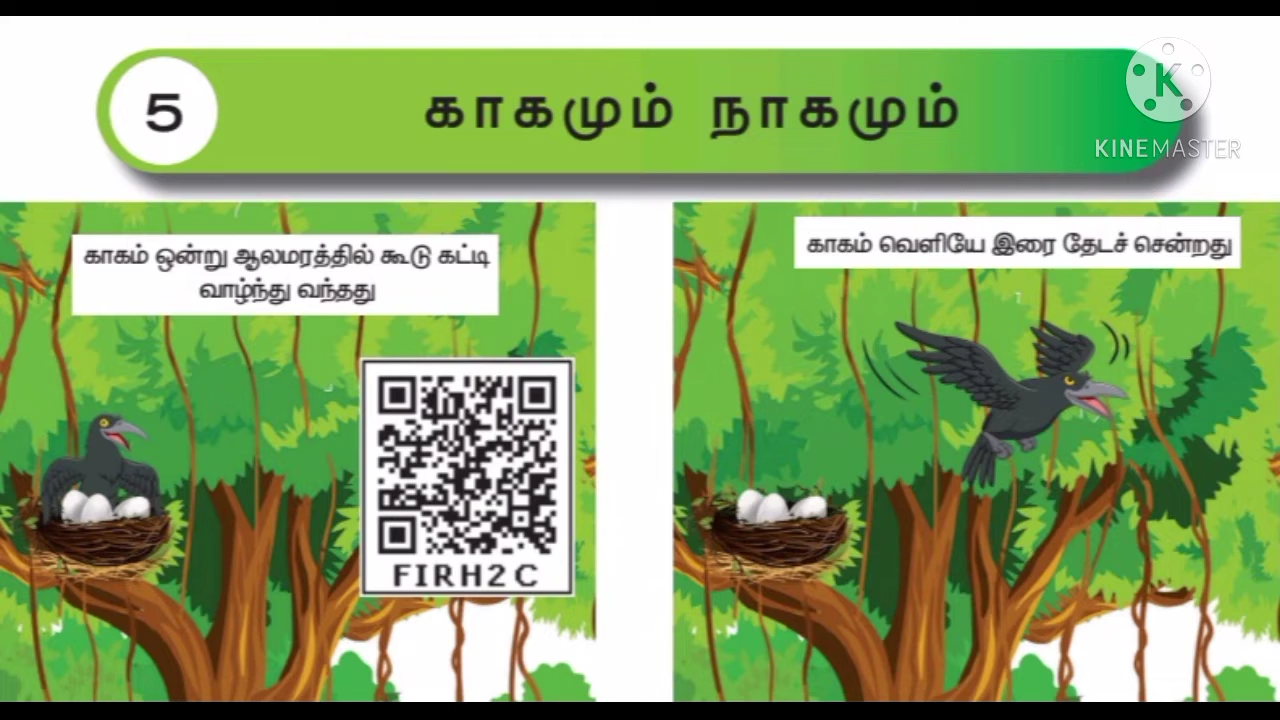 5
காகமும் நாகமும்
KINEMASTER
காகம் ஒன்று ஆலமரத்தில் கூடு கட்டி
வாழ்ந்து வந்தது
காகம் வெளியே இரை தேடச் சென்றது
FIRH2C